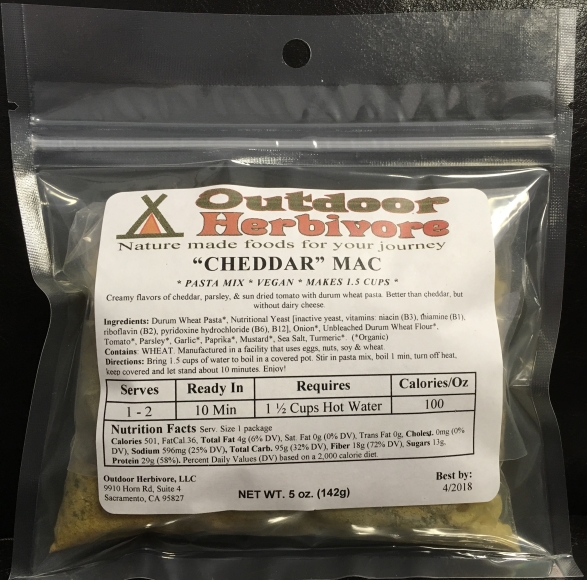 Outdoor
Herbivore
Nature made foods for your journey
“CHEDDAR” MAC
* PASTA MIX * VEGAN * MAKES 1.5 CUPS *
Creamy flavors of cheddar, parsley, & sun dried tomato with durum wheat pasta. Better than cheddar, but
without dairy cheese.
Ingredients: Durum Wheat Pasta*, Nutritional Yeast [inactive yeast, vitamins: niacin (B3), thiamine (B1),
riboflavin (B2), pyridoxine hydrochloride (B6), B12], Onion*, Unbleached Durum Wheat Flour*,
Tomato*, Parsley*, Garlic*, Paprika*, Mustard*, Sea Salt, Turmeric* (*Organic)
Contains: WHEAT. Manufactured in a facility that uses eggs, nuts, soy & wheat.
Directions: Bring 1.5 cups of water to boil in a covered pot. Stir in pasta mix, boil 1 min, turn off heat,
keep covered and let stand about 10 minutes. Enjoy!
Serves Ready In Requires Calories/Oz
1 - 2 10 Min 1 ½ Cups Hot Water 100
Nutrition Facts Serv. Size 1 package
Calories 501, FatCal 36, Total Fat 4g (6% DV), Sat. Fat 0g (0% DV), Trans Fat 0g, Cholest. 0mg (0%
DV), Sodium 596mg (25% DV), Total Carb. 95g (32% DV), Fiber 18g (72% DV), Sugars 13g,
Protein 29g (58%). Percent Daily Values (DV) based on a 2,000 calorie diet.
Outdoor Herbivore, LLC
9910 Horn Rd, Suite 4
Sacramento, CA 95827
NET WT. 5 oz. (142g)
Best by:
4/2018